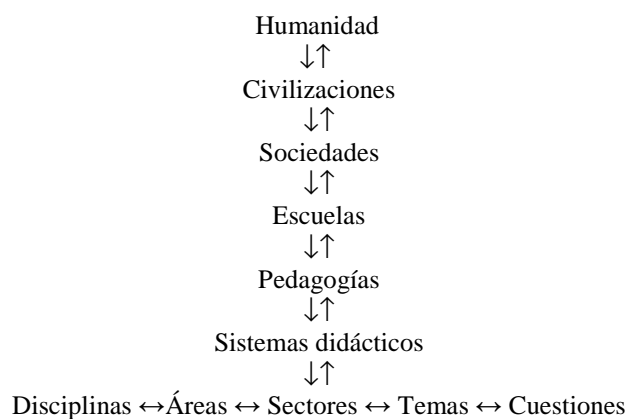 Humanidad
↓↑
Civilizaciones
↓↑
Sociedades
↓↑
Escuelas
↓↑
Pedagogías
↓↑
Sistemas didácticos
↓↑
Disciplinas ↔Áreas ↔ Sectores ↔ Temas ↔ Cuestiones